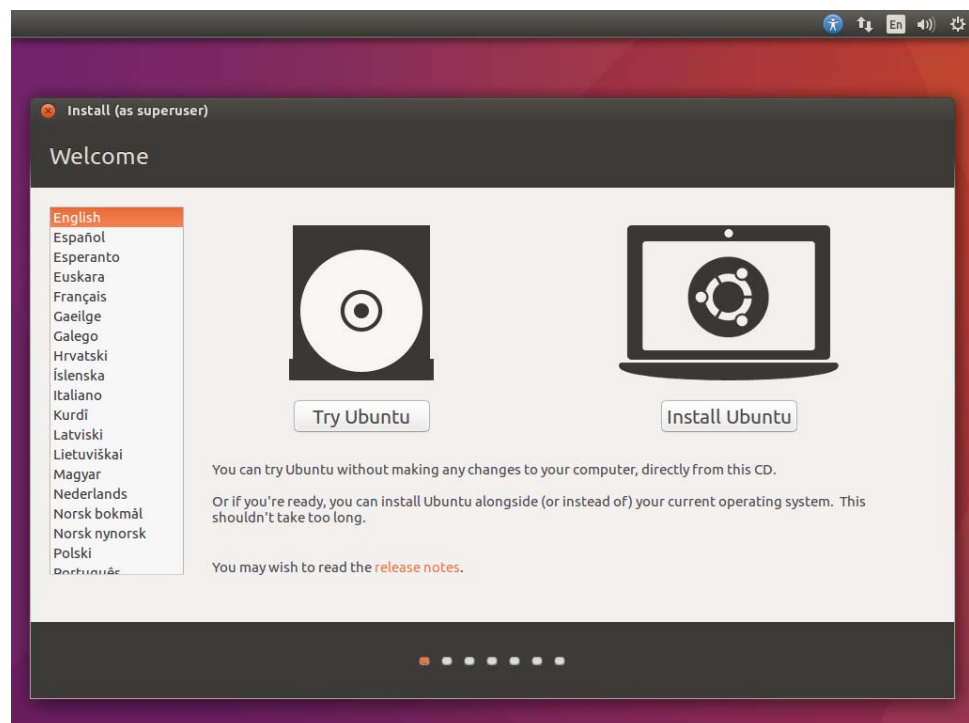 En
Install (as superuser)
Welcome
English
Español
Esperanto
Euskara
Français
Gaeilge
Galego
Hrvatski
Íslenska
Italiano
Kurdî
Latviski
Lietuviškai
Magyar
Nederlands
Norsk bokmål
Norsk nynorsk
Polski
Português
Try Ubuntu
Install Ubuntu
You can try Ubuntu without making any changes to your computer, directly from this CD.
Or if you're ready, you can install Ubuntu alongside (or instead of) your current operating system. This
shouldn't take too long.
You may wish to read the release notes.